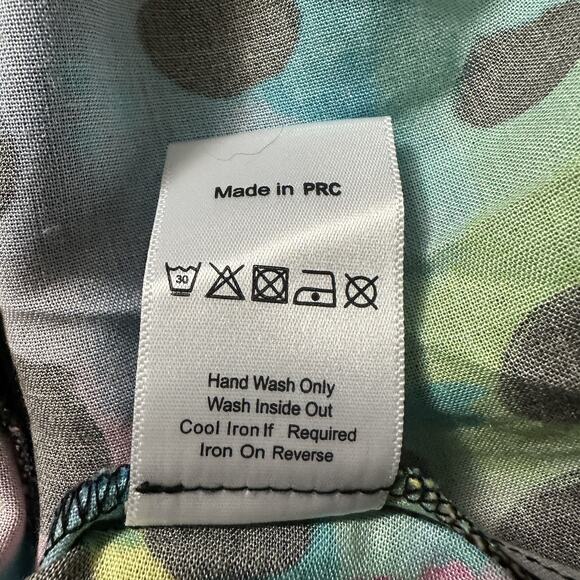 Made in PRC
30
Hand Wash Only
Wash Inside Out
Cool Iron If Required
Iron On Reverse